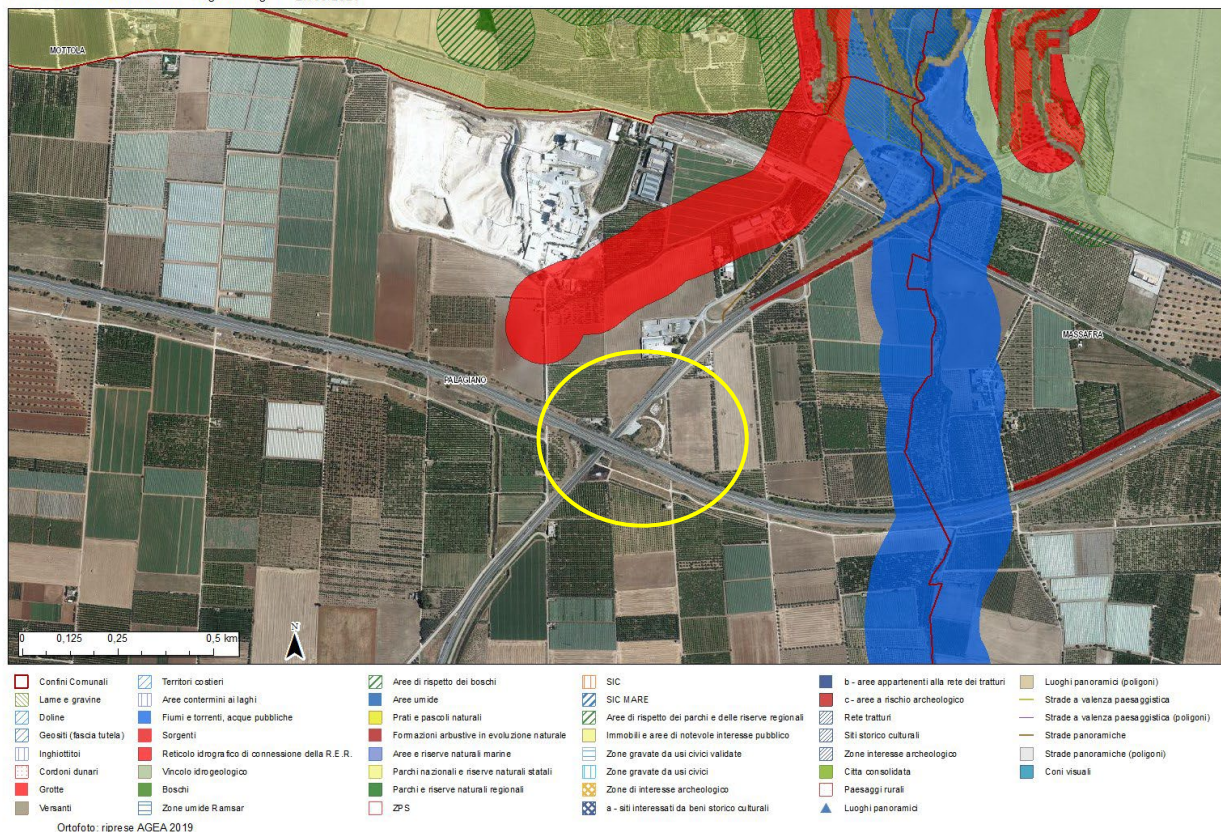 MOTTOLA
PALAGIANO
MASSAFRA
0 0,125 0,25 0,5 km
N
Confini Comunali
Lame e gravine
Doline
Geositi (fascia tutela)
Inghiottitoi
Cordoni dunari
Grotte
Versanti
Territori costieri
Aree contermini ai laghi
Fiumi e torrenti, acque pubbliche
Sorgenti
Reticolo idrografico di connessione della R.E.R.
Vincolo idrogeologico
Boschi
Zone umide Ramsar
Aree di rispetto dei boschi
Aree umide
Prati e pascoli naturali
Formazioni arbustive in evoluzione naturale
Aree e riserve naturali marine
Parchi nazionali e riserve naturali statali
Parchi e riserve naturali regionali
ZPS
SIC
SIC MARE
Aree di rispetto dei parchi e delle riserve regionali
Immobili e aree di notevole interesse pubblico
Zone gravate da usi civici validate
Zone gravate da usi civici
Zone di interesse archeologico
a - siti interessati da beni storico culturali
b - aree appartenenti alla rete dei tratturi
c - aree a rischio archeologico
Rete tratturi
Siti storico culturali
Zone interesse archeologico
Citta consolidata
Paesaggi rurali
Luoghi panoramici
Luoghi panoramici (poligoni)
Strade a valenza paesaggistica
Strade a valenza paesaggistica (poligoni)
Strade panoramiche
Strade panoramiche (poligoni)
Coni visuali
Ortofoto: riprese AGEA 2019